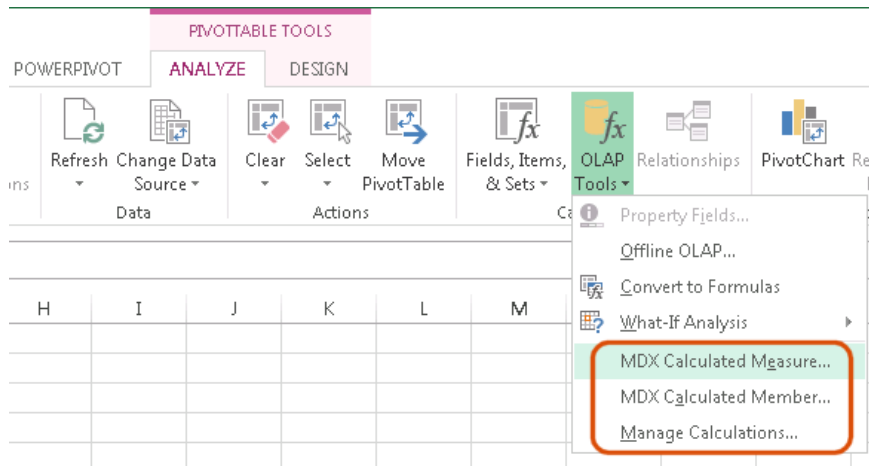 PIVOTTABLE TOOLS
POWERPIVOT ANALYZE DESIGN
Refresh Change Data Source
Clear Select Move PivotTable
Fields, Items, & Sets
OLAP Tools
Relationships
PivotChart
Data
Actions
Property Fields...
Offline OLAP...
Convert to Formulas
What-If Analysis
MDX Calculated Measure...
MDX Calculated Member...
Manage Calculations...
H I J K L M